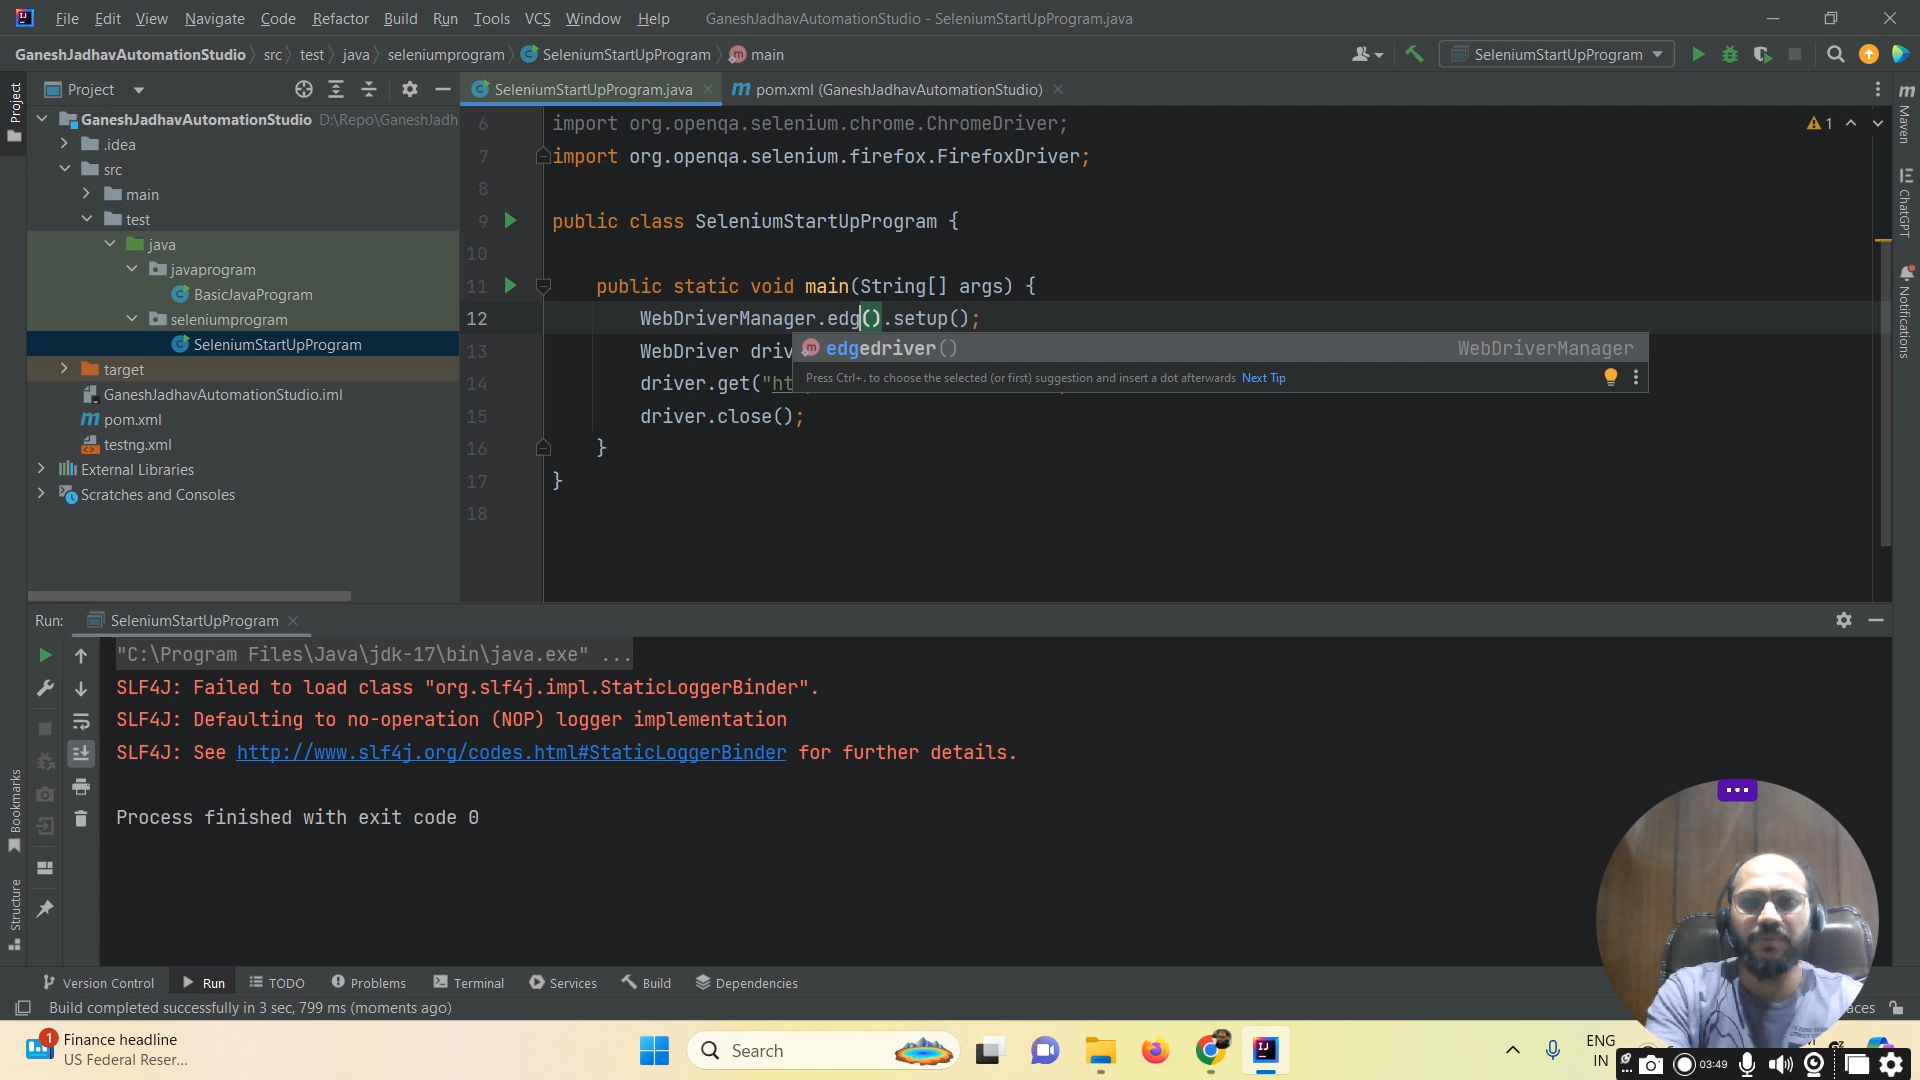 File Edit View Navigate Code Refactor Build Run Tools VCS Window Help GaneshJadhavAutomationStudio - SeleniumStartUpProgram.java
GaneshJadhavAutomationStudio src test java seleniumprogram SeleniumStartUpProgram main SeleniumStartUpProgram
Project
SeleniumStartUpProgram.java pom.xml (GaneshJadhavAutomationStudio)
GaneshJadhavAutomationStudio D:\Repo\GaneshJadh
.idea
src
main
test
java
javaprogram
BasicJavaProgram
seleniumprogram
SeleniumStartUpProgram
target
GaneshJadhavAutomationStudio.iml
pom.xml
testng.xml
External Libraries
Scratches and Consoles
Project
Bookmarks
Structure
6 import org.openqa.selenium.chrome.ChromeDriver;
7 import org.openqa.selenium.firefox.FirefoxDriver;
8
9 public class SeleniumStartUpProgram {
10
11 public static void main(String[] args) {
12 WebDriverManager.edg().setup();
13 WebDriver driv
14 driver.get("ht
15 driver.close();
16 }
17 }
18
edgedriver() WebDriverManager
Press Ctrl+. to choose the selected (or first) suggestion and insert a dot afterwards Next Tip
1
m
Maven
ChatGPT
Notifications
Run: SeleniumStartUpProgram
"C:\Program Files\Java\jdk-17\bin\java.exe" ...
SLF4J: Failed to load class "org.slf4j.impl.StaticLoggerBinder".
SLF4J: Defaulting to no-operation (NOP) logger implementation
SLF4J: See http://www.slf4j.org/codes.html#StaticLoggerBinder for further details.
Process finished with exit code 0
Version Control Run TODO Problems Terminal Services Build Dependencies
Build completed successfully in 3 sec, 799 ms (moments ago)
aces
1
Finance headline
US Federal Reser...
Search
ENG
IN
03:49